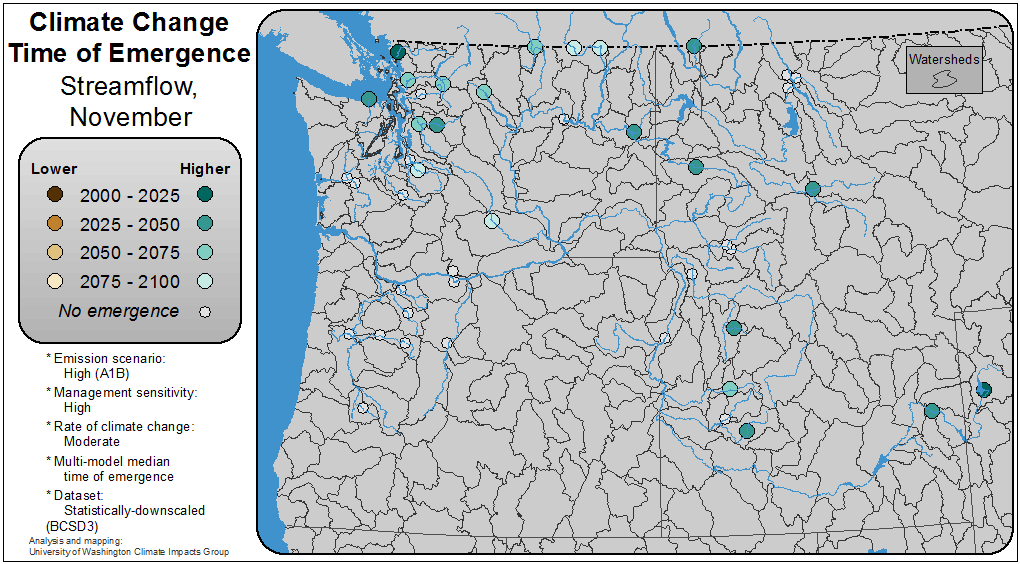 Climate Change
Time of Emergence
Streamflow,
November
Lower Higher
2000 - 2025
2025 - 2050
2050 - 2075
2075 - 2100
No emergence
* Emission scenario:
High (A1B)
* Management sensitivity:
High
* Rate of climate change:
Moderate
* Multi-model median
time of emergence
* Dataset:
Statistically-downscaled
(BCSD3)
Analysis and mapping:
University of Washington Climate Impacts Group
Watersheds